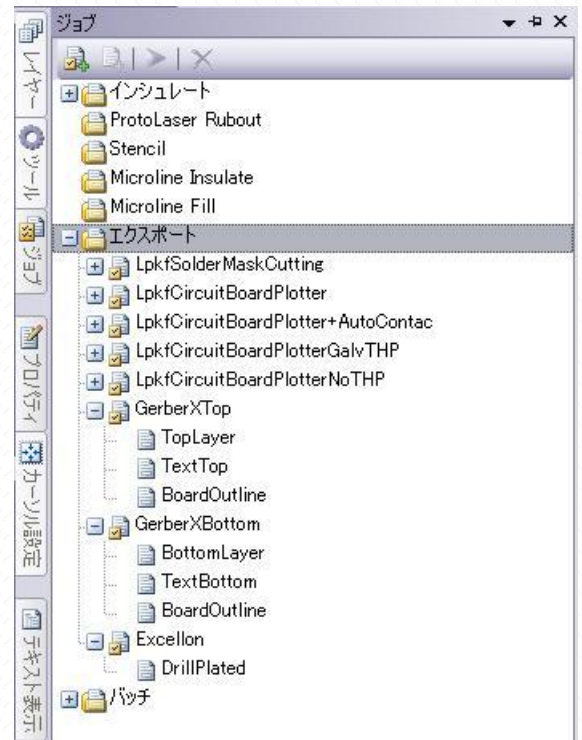 ジョブ
インシュレート
ProtoLaser Rubout
Stencil
Microline Insulate
Microline Fill
エクスポート
LpkfSolderMaskCutting
LpkfCircuitBoardPlotter
LpkfCircuitBoardPlotter+AutoContac
LpkfCircuitBoardPlotterGalvTHP
LpkfCircuitBoardPlotterNoTHP
GerberXTop
TopLayer
TextTop
BoardOutline
GerberXBottom
BottomLayer
TextBottom
BoardOutline
Excellon
DrillPlated
バッチ
レイヤー
ツール
ジョブ
プロパティ
カーソル設定
テキスト表示